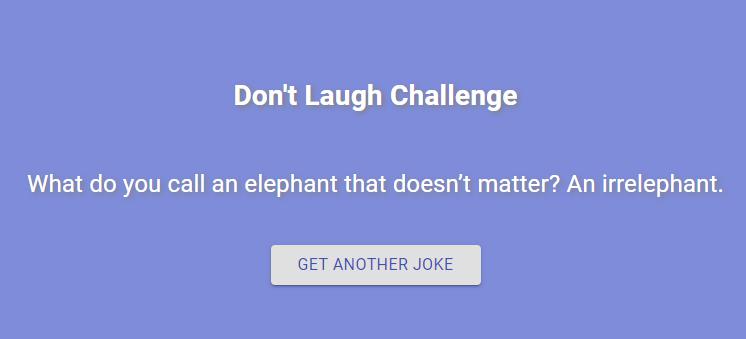 Don't Laugh Challenge
What do you call an elephant that doesn’t matter? An irrelephant.
GET ANOTHER JOKE